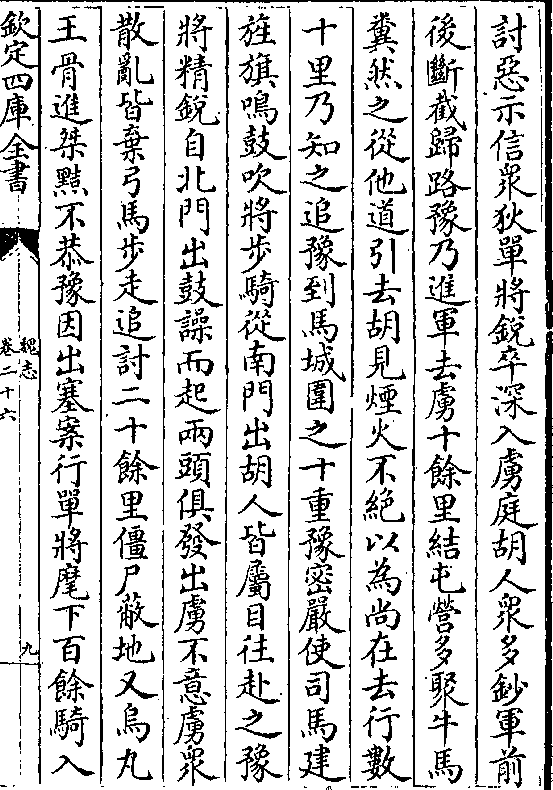 討惡示信衆狄單將銳卒深入虜庭胡人衆多鈔軍前
後斷截歸路豫乃進軍去虜十餘里結屯營多聚牛馬
糞然之從他道引去胡見煙火不絶以為尚在去行數
十里乃知之追豫到馬城圍之十重豫密嚴使司馬建
旌旗鳴鼓吹將步騎從南門出胡人皆屬目往赴之豫
將精銳自北門出鼓譟而起兩頭俱發出虜不意虜衆
散亂皆棄弓馬步走追討二十餘里僵尸蔽地又烏丸
王骨進桀黠不恭豫因出塞案行單將麾下百餘騎入
欽定四庫全書
魏志
卷二十六
九